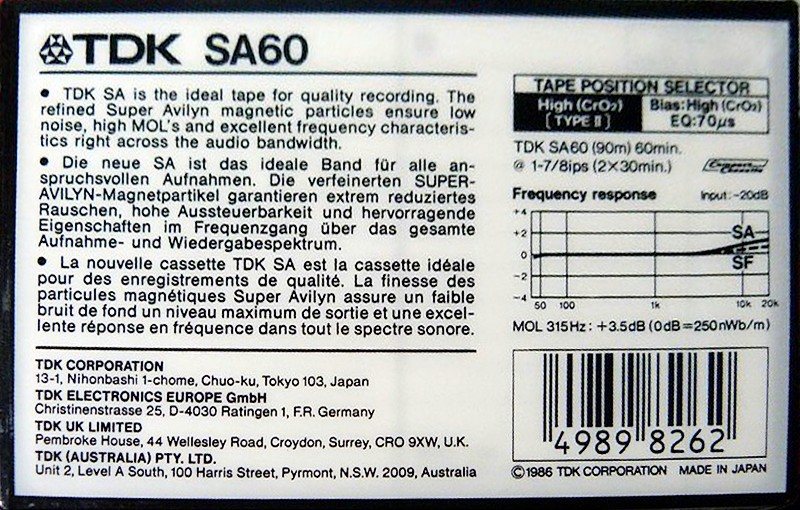 TDK SA60
• TDK SA is the ideal tape for quality recording. The
refined Super Avilyn magnetic particles ensure low
noise, high MOL's and excellent frequency characteris-
tics right across the audio bandwidth.
• Die neue SA ist das ideale Band für alle an-
spruchsvollen Aufnahmen. Die verfeinerten SUPER-
AVILYN-Magnetpartikel garantieren extrem reduziertes
Rauschen, hohe Aussteuerbarkeit und hervorragende
Eigenschaften im Frequenzgang über das gesamte
Aufnahme- und Wiedergabespektrum.
• La nouvelle cassette TDK SA est la cassette idéale
pour des enregistrements de qualité. La finesse des
particules magnétiques Super Avilyn assure un faible
bruit de fond un niveau maximum de sortie et une excel-
lente réponse en fréquence dans tout le spectre sonore.
TDK CORPORATION
13-1, Nihonbashi 1-chome, Chuo-ku, Tokyo 103, Japan
TDK ELECTRONICS EUROPE GmbH
Christinenstrasse 25, D-4030 Ratingen 1, F.R. Germany
TDK UK LIMITED
Pembroke House, 44 Wellesley Road, Croydon, Surrey, CRO 9XW, U.K.
TDK (AUSTRALIA) PTY. LTD.
Unit 2, Level A South, 100 Harris Street, Pyrmont, N.S.W. 2009, Australia
TAPE POSITION SELECTOR
High (CrO2) Bias: High (CrO2)
[TYPE II] EQ: 70µs
TDK SA60 (90m) 60min.
@ 1-7/8ips (2×30min.)
Frequency response Input: -20dB
+4
+2
0
-2
-4
SA
SF
50 100 1k 10k 20k
MOL 315Hz: +3.5dB (0dB=250nWb/m)
4989 8262
©1986 TDK CORPORATION MADE IN JAPAN